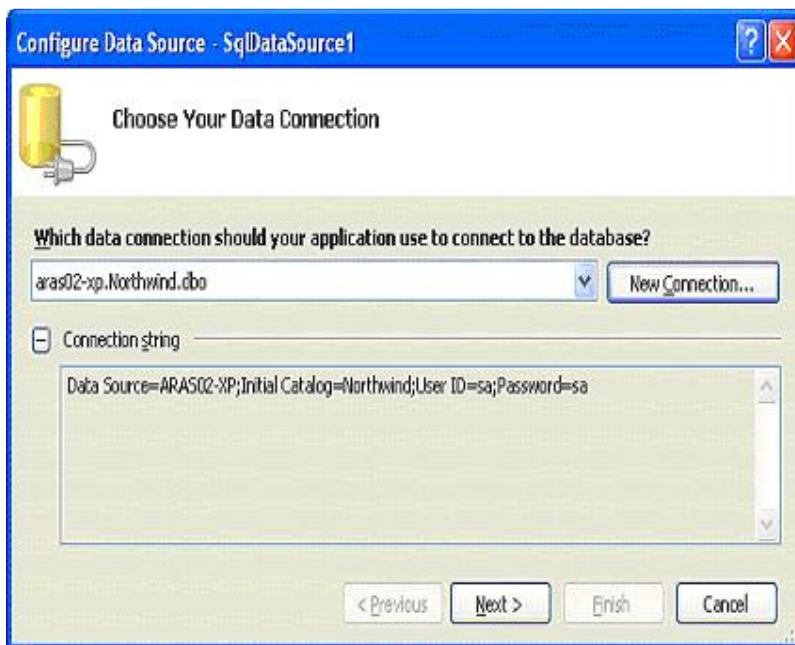 Configure Data Source - SqlDataSource1
Choose Your Data Connection
Which data connection should your application use to connect to the database?
aras02-xp.Northwind.dbo
New Connection...
Connection string
Data Source=ARAS02-XP;Initial Catalog=Northwind;User ID=sa;Password=sa
< Previous
Next >
Finish
Cancel